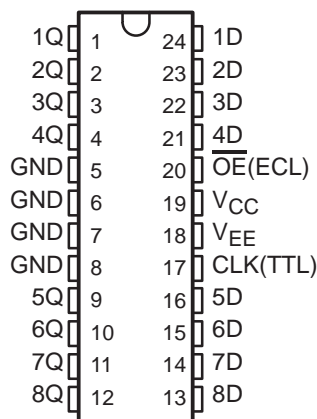 1Q 1 24 1D
2Q 2 23 2D
3Q 3 22 3D
4Q 4 21 4D
GND 5 20 OE(ECL)
GND 6 19 VCC
GND 7 18 VEE
GND 8 17 CLK(TTL)
5Q 9 16 5D
6Q 10 15 6D
7Q 11 14 7D
8Q 12 13 8D